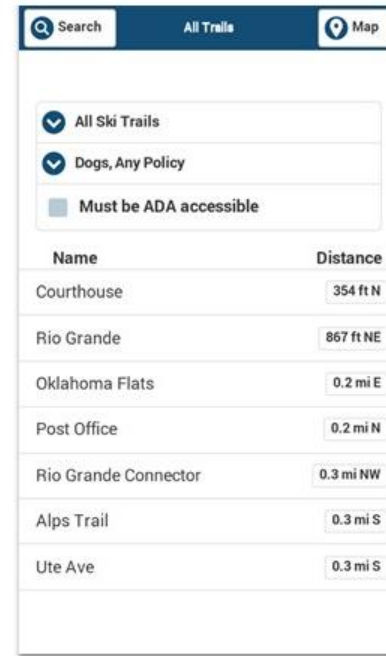 Search All Trails Map
All Ski Trails
Dogs, Any Policy
Must be ADA accessible
Name Distance
Courthouse 354 ft N
Rio Grande 867 ft NE
Oklahoma Flats 0.2 mi E
Post Office 0.2 mi N
Rio Grande Connector 0.3 mi NW
Alps Trail 0.3 mi S
Ute Ave 0.3 mi S